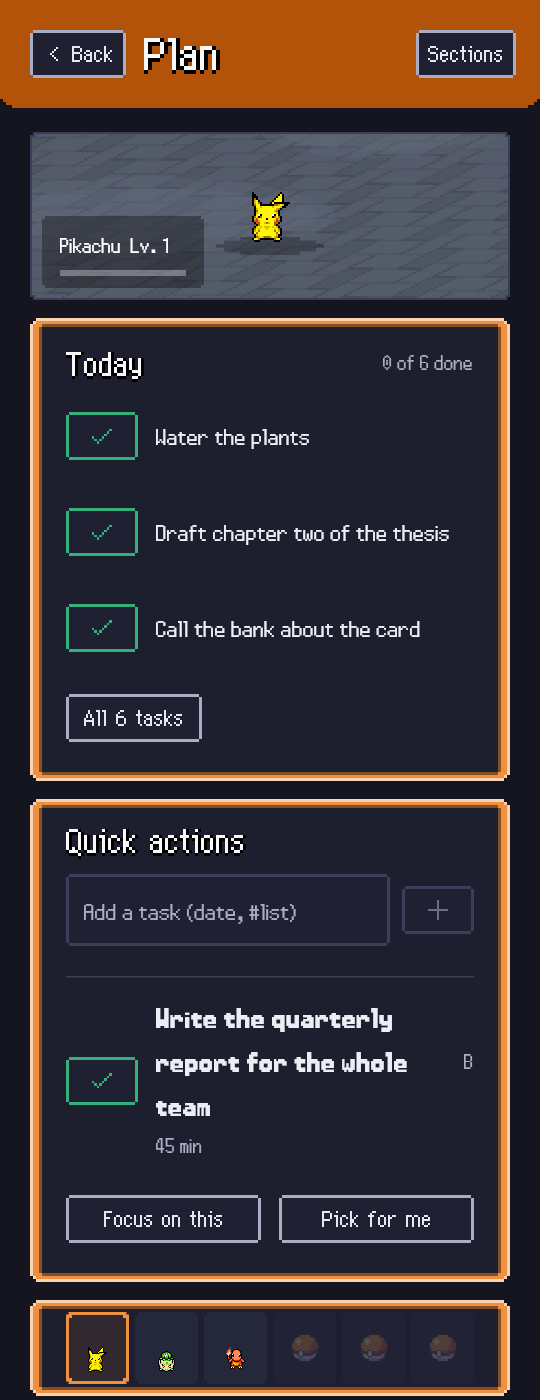 Back
Plan
Sections
Pikachu Lv.1
Today
0 of 6 done
Water the plants
Draft chapter two of the thesis
Call the bank about the card
All 6 tasks
Quick actions
Add a task (date, #list)
Write the quarterly
report for the whole
B
team
45 min
Focus on this
Pick for me